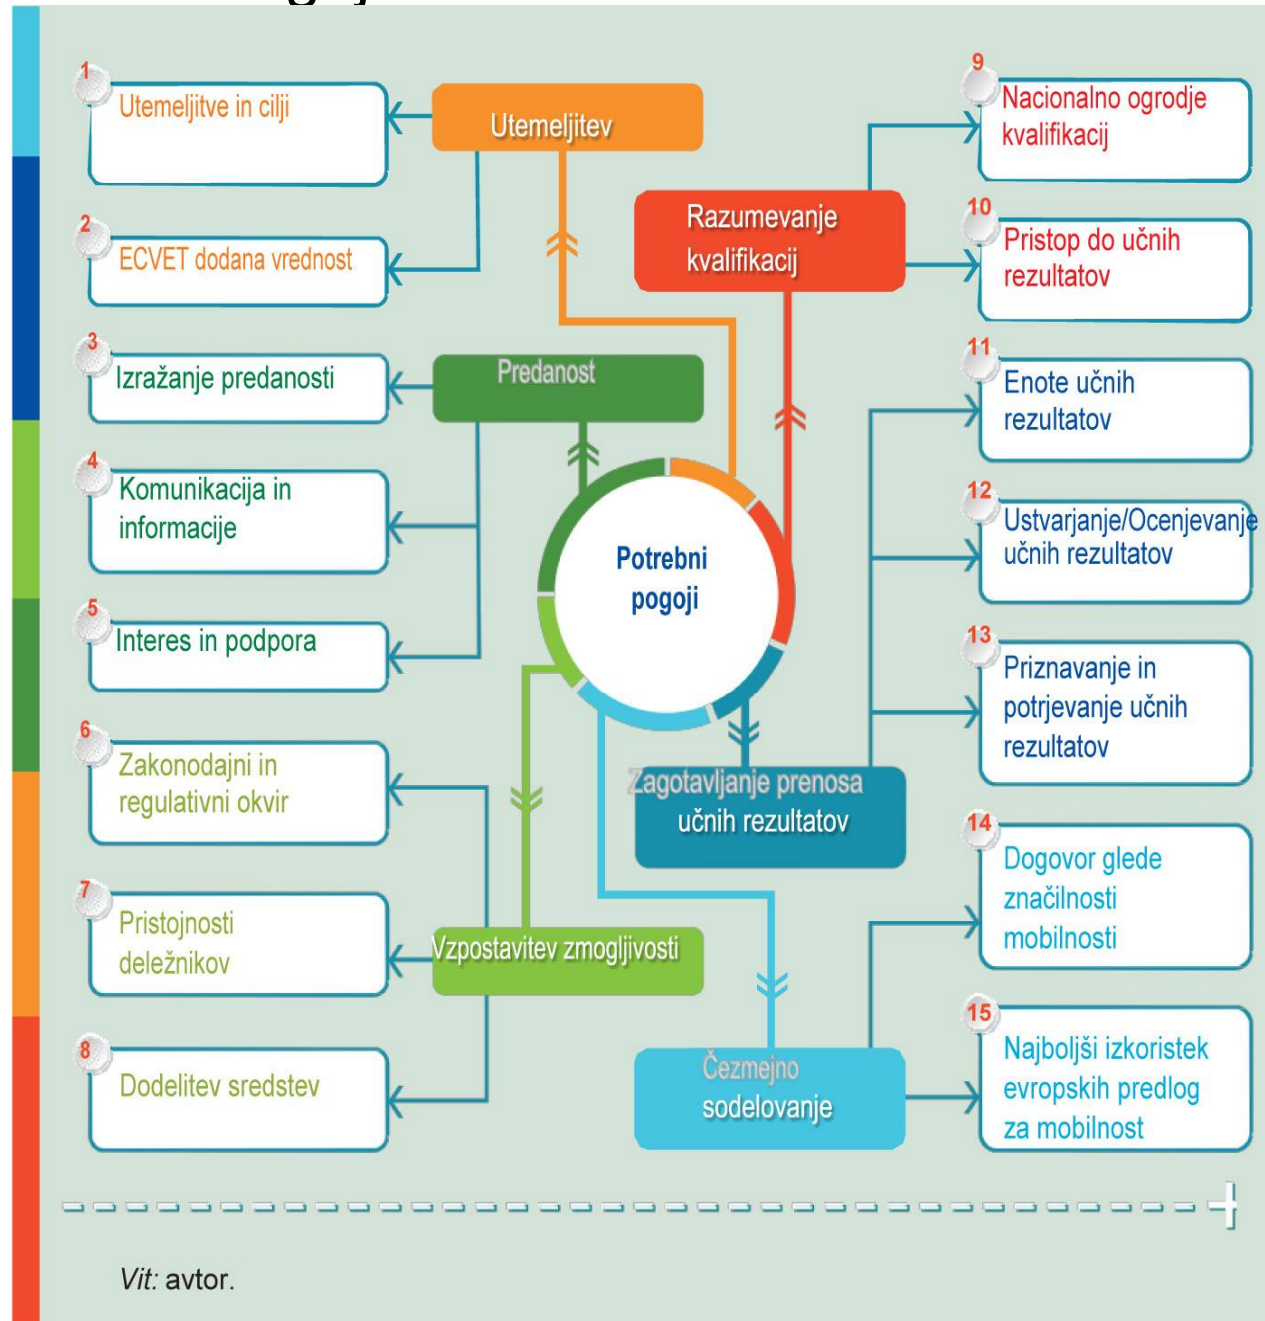 1
Utemeljitve in cilji
2
ECVET dodana vrednost
3
Izražanje predanosti
4
Komunikacija in
informacije
5
Interes in podpora
6
Zakonodajni in
regulativni okvir
7
Pristojnosti
deležnikov
8
Dodelitev sredstev
Utemeljitev
Predanost
Vzpostavitev zmogljivosti
Potrebni
pogoji
Razumevanje
kvalifikacij
Zagotavljanje prenosa
učnih rezultatov
Čezmejno
sodelovanje
9
Nacionalno ogrodje
kvalifikacij
10
Pristop do učnih
rezultatov
11
Enote učnih
rezultatov
12
Ustvarjanje/Ocenjevanje
učnih rezultatov
13
Priznavanje in
potrjevanje učnih
rezultatov
14
Dogovor glede
značilnosti
mobilnosti
15
Najboljši izkoristek
evropskih predlog
za mobilnost
Vit: avtor.